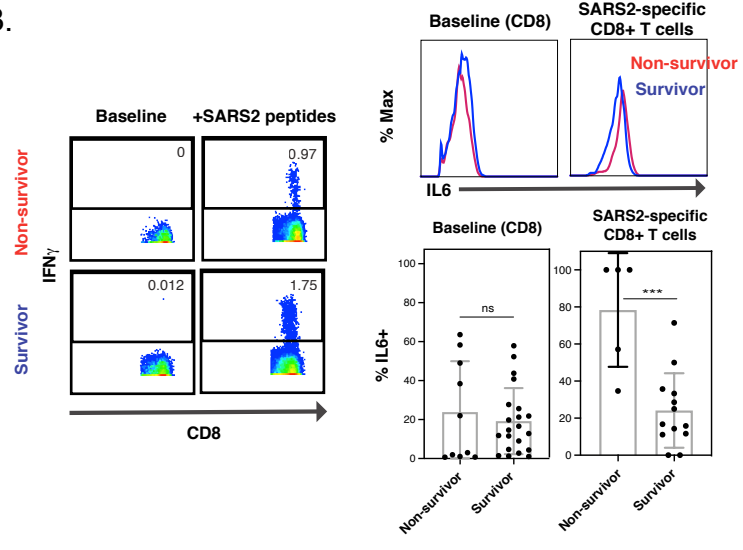 B.
Baseline +SARS2 peptides
Non-survivor
Survivor
IFNγ
0
0.97
0.012
1.75
CD8
Baseline (CD8)
SARS2-specific
CD8+ T cells
Non-survivor
Survivor
% Max
IL6
Baseline (CD8)
SARS2-specific
CD8+ T cells
% IL6+
100
80
60
40
20
0
ns
Non-survivor
Survivor
100
80
60
40
20
0
***
Non-survivor
Survivor